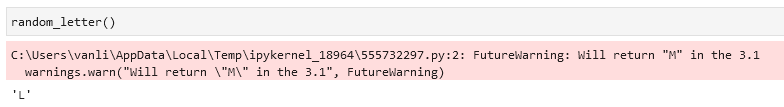 random_letter()
C:\Users\vanli\AppData\Local\Temp\ipykernel_18964\555732297.py:2: FutureWarning: Will return "M" in the 3.1
  warnings.warn("Will return \"M\" in the 3.1", FutureWarning)
'L'